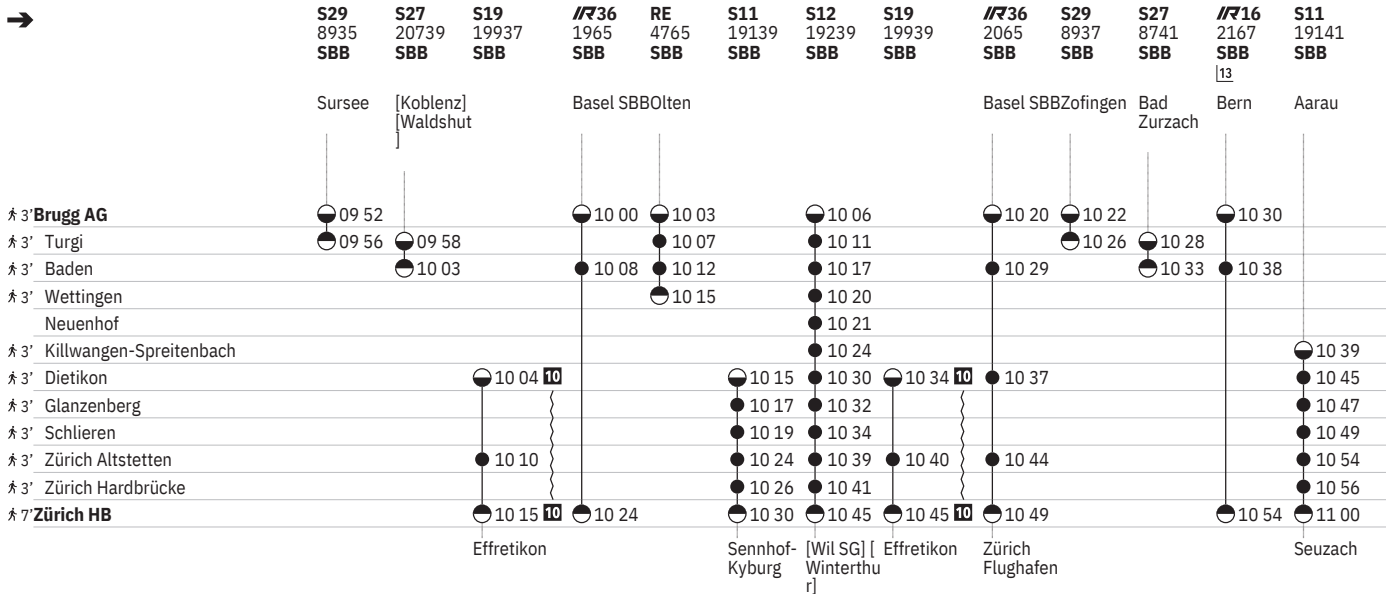 ➔ S29 S27 S19 IR36 RE S11 S12 S19 IR36 S29 S27 IR16 S11
8935 20739 19937 1965 4765 19139 19239 19939 2065 8937 8741 2167 19141
SBB SBB SBB SBB SBB SBB SBB SBB SBB SBB SBB SBB SBB
13
Sursee [Koblenz] Basel SBB Olten Basel SBB Zofingen Bad Bern Aarau
[Waldshut Zurzach
]
3' Brugg AG 09 52 10 00 10 03 10 06 10 20 10 22 10 30
3' Turgi 09 56 09 58 10 07 10 11 10 26 10 28
3' Baden 10 03 10 08 10 12 10 17 10 29 10 33 10 38
3' Wettingen 10 15 10 20
Neuenhof 10 21
3' Killwangen-Spreitenbach 10 24 10 39
3' Dietikon 10 04 10 10 15 10 30 10 34 10 10 37 10 45
3' Glanzenberg 10 17 10 32 10 47
3' Schlieren 10 19 10 34 10 49
3' Zürich Altstetten 10 10 10 24 10 39 10 40 10 44 10 54
3' Zürich Hardbrücke 10 26 10 41 10 56
7' Zürich HB 10 15 10 10 24 10 30 10 45 10 45 10 10 49 10 54 11 00
Effretikon Sennhof- [Wil SG] [ Effretikon Zürich Seuzach
Kyburg Winterthu Flughafen
r]